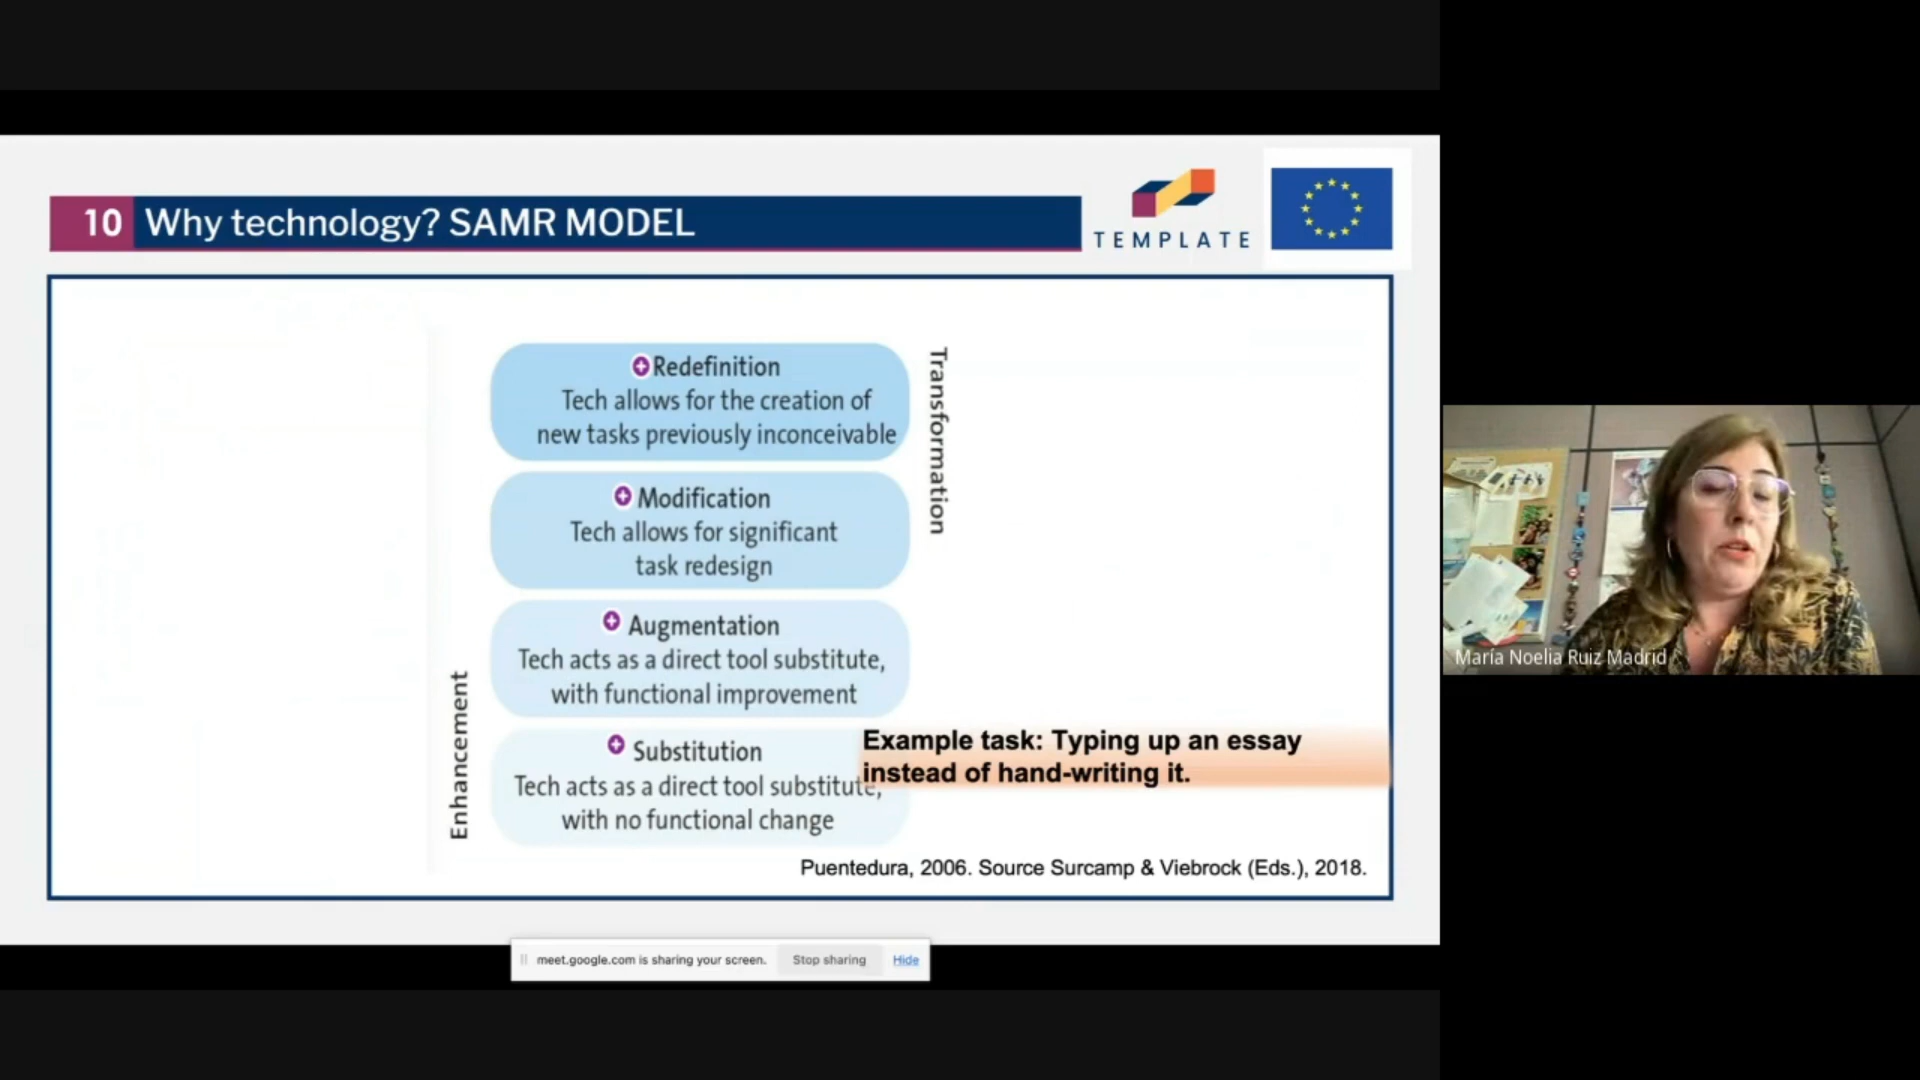 10 Why technology? SAMR MODEL
TEMPLATE
Redefinition
Tech allows for the creation of
new tasks previously inconceivable
Transformation
Modification
Tech allows for significant
task redesign
Augmentation
Tech acts as a direct tool substitute,
with functional improvement
Enhancement
Substitution
Tech acts as a direct tool substitute,
with no functional change
Example task: Typing up an essay
instead of hand-writing it.
Puentedura, 2006. Source Surcamp & Viebrock (Eds.), 2018.
meet.google.com is sharing your screen. Stop sharing Hide
María Noelia Ruiz Madrid